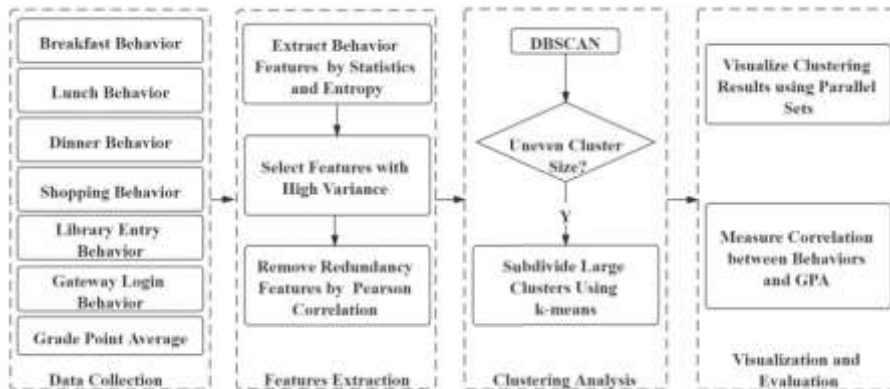 Breakfast Behavior
Lunch Behavior
Dinner Behavior
Shopping Behavior
Library Entry
Behavior
Gateway Login
Behavior
Grade Point Average
Data Collection
Extract Behavior
Features by Statistics
and Entropy
Select Features with
High Variance
Remove Redundancy
Features by Pearson
Correlation
Features Extraction
DBSCAN
Uneven Cluster
Size?
Y
Subdivide Large
Clusters Using
k-means
Clustering Analysis
Visualize Clustering
Results using Parallel
Sets
Measure Correlation
between Behaviors
and GPA
Visualization and
Evaluation